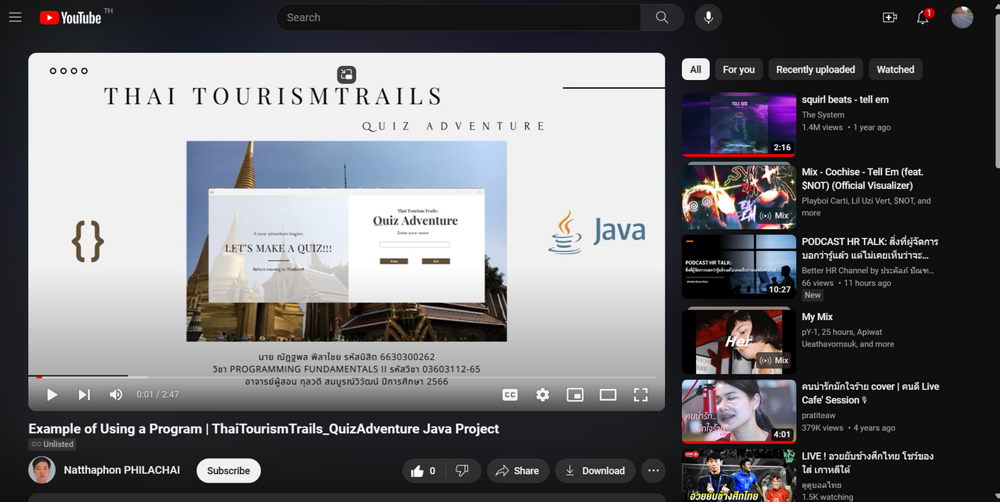 YouTube TH
Search
1
THAI TOURISMTRAILS
QUIZ ADVENTURE
Thai Tourism Trails :
Quiz Adventure
Enter your name
Enter
Exit
A new adventure begins.
LET'S MAKE A QUIZ!!!
Before moving to Thailand!
{}
Java
นาย ณัฏฐพล พิลาไชย รหัสนิสิต 6630300262
วิชา PROGRAMMING FUNDAMENTALS II รหัสวิชา 03603112-65
อาจารย์ผู้สอน กุลวดี สมบูรณ์วิวัฒน์ ปีการศึกษา 2566
0:01 / 2:47
CC
Example of Using a Program | ThaiTourismTrails_QuizAdventure Java Project
Unlisted
Natthaphon PHILACHAI
Subscribe
0
Share
Download
All
For you
Recently uploaded
Watched
TELL EM
2:16
squirl beats - tell em
The System
1.4M views • 1 year ago
Mix
Mix - Cochise - Tell Em (feat.
$NOT) (Official Visualizer)
Playboi Carti, Lil Uzi Vert, $NOT, and
more
PODCAST HR TALK:
10:27
PODCAST HR TALK: สิ่งที่ผู้จัดการ
บอกว่ารู้แล้ว แต่ไม่เคยเห็นว่าจะ...
Better HR Channel by ประคัลภ์ ปัณฑ...
66 views • 11 hours ago
New
Her
Mix
My Mix
pY-1, 25 hours, Apiwat
Ueathavornsuk, and more
คนน่ารัก..
มักใจร้าย
4:01
คนน่ารักมักใจร้าย cover | คนดี Live
Cafe' Session
pratiteaw
379K views • 4 years ago
LIVE
อวยยับช้างศึกไทย
LIVE ! อวยยับช้างศึกไทย โชว์ของ
ใส่ เกาหลีใต้
ตูดูบอลไทย
1.5K watching